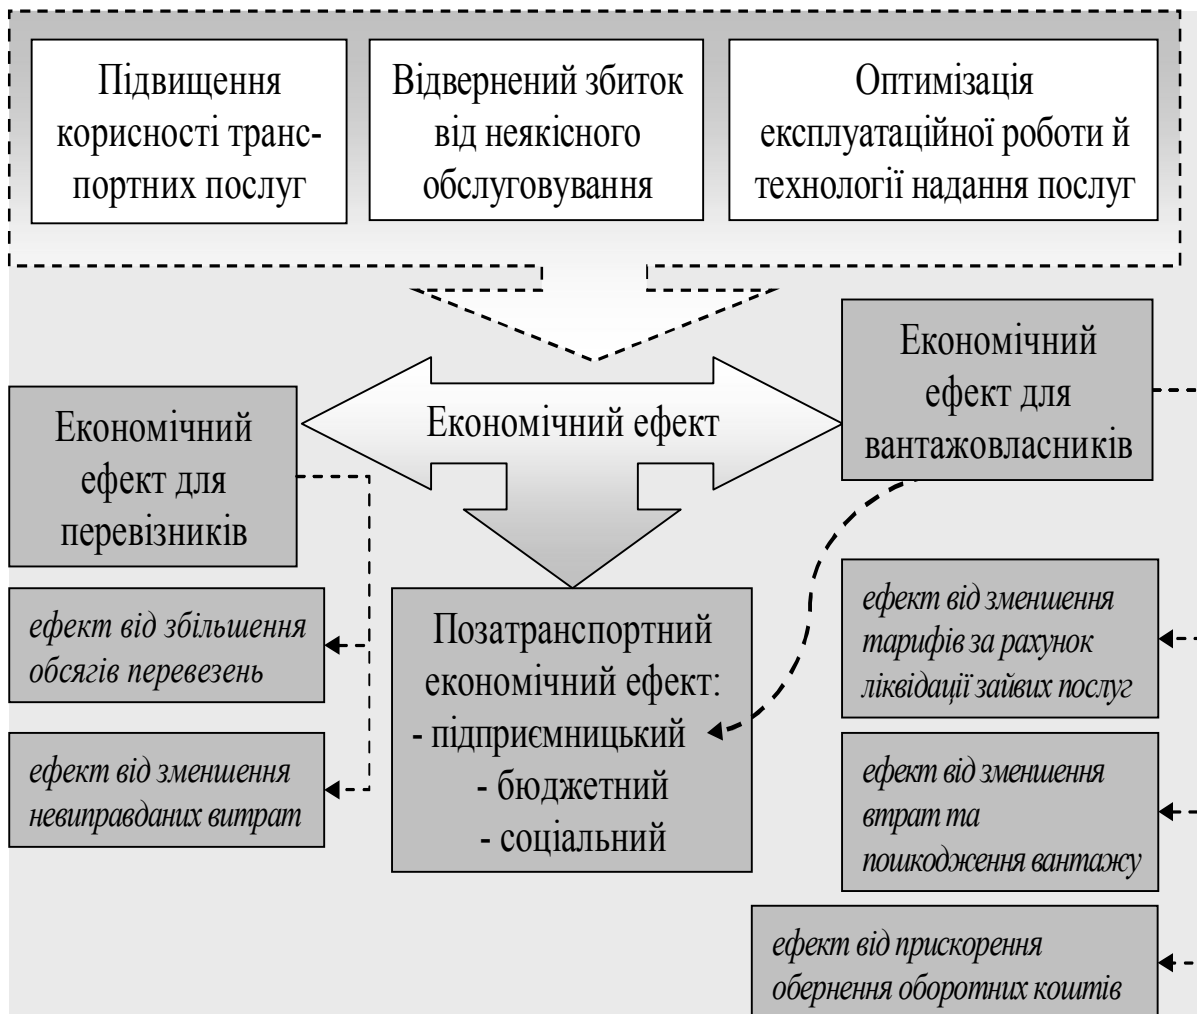 Підвищення
корисності транс-
портних послуг
Відвернений збиток
від неякісного
обслуговування
Оптимізація
експлуатаційної роботи й
технології надання послуг
Економічний ефект
Економічний
ефект для
перевізників
ефект від збільшення
обсягів перевезень
ефект від зменшення
невиправданих витрат
Позатранспортний
економічний ефект:
- підприємницький
- бюджетний
- соціальний
Економічний
ефект для
вантажовласників
ефект від зменшення
тарифів за рахунок
ліквідації зайвих послуг
ефект від зменшення
втрат та
пошкодження вантажу
ефект від прискорення
обернення оборотних коштів